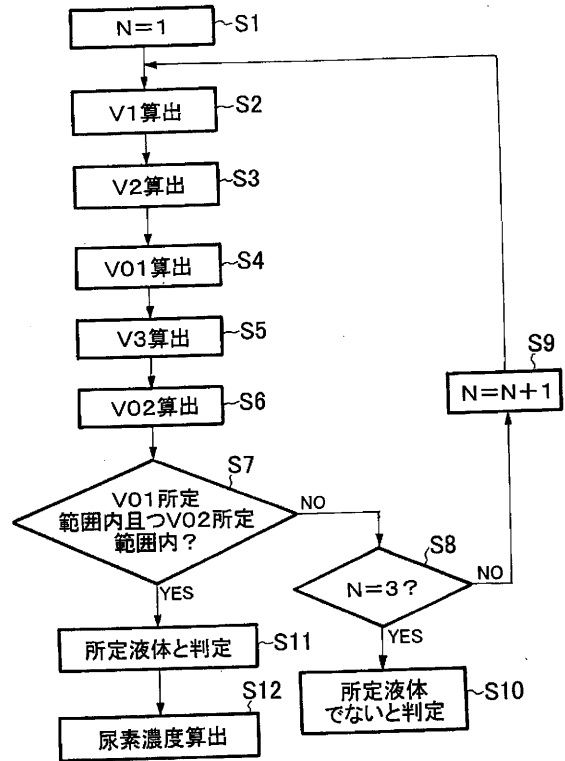 N=1
S1
V1算出
S2
V2算出
S3
V01算出
S4
V3算出
S5
V02算出
S6
S7
V01所定
範囲内且つV02所定
範囲内?
NO
YES
S8
N=3?
NO
YES
S9
N=N+1
S10
所定液体
でないと判定
所定液体と判定
S11
S12
尿素濃度算出